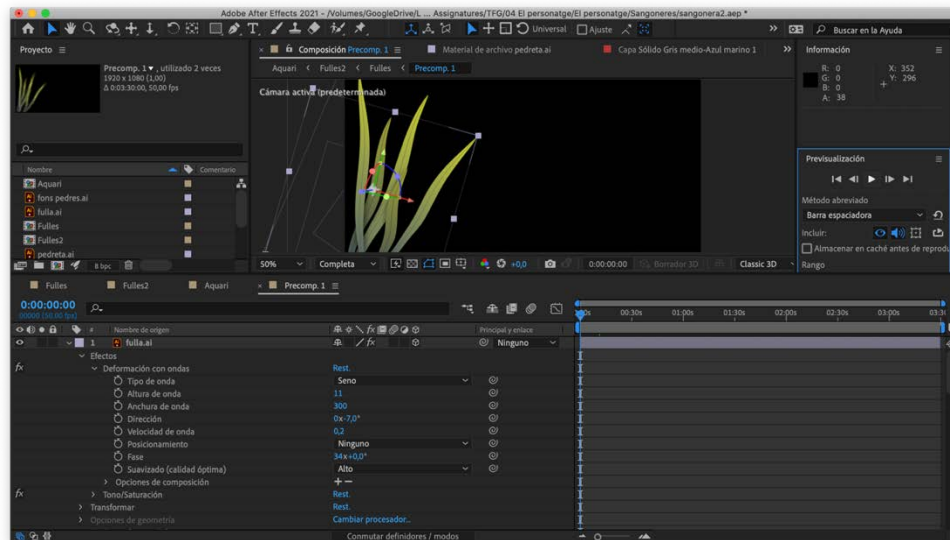 Adobe After Effects 2021 - /Volumes/GoogleDrive/L ... Assignatures/TFG/04 El personatge/El personatge/Sangoneres/sangonera2.aep *
Universal Ajuste Buscar en la Ayuda
Proyecto
Precomp. 1 , utilizado 2 veces
1920 x 1080 (1,00)
Δ 0:03:30:00, 50,00 fps
Nombre Comentario
Aquari
fons pedres.ai
fulla.ai
Fulles
Fulles2
pedreta.ai
8 bpc
Composición Precomp. 1 Material de archivo pedreta.ai Capa Sólido Gris medio-Azul marino 1
Aquari Fulles2 Fulles Precomp. 1
Cámara activa (predeterminada)
50% Completa +0,0 0:00:00:00 Borrador 3D Classic 3D
Información
R: 0 X: 352
G: 0 Y: 296
B: 0
A: 38
Previsualización
Método abreviado
Barra espaciadora
Incluir:
Almacenar en caché antes de reprodu
Rango
Fulles Fulles2 Aquari Precomp. 1
0:00:00:00
00000 (50.00 fps)
00s 00:30s 01:00s 01:30s 02:00s 02:30s 03:00s 03:3
# Nombre de origen Principal y enlace
1 fulla.ai Ninguno
Efectos
fx Deformación con ondas Rest.
Tipo de onda Seno
Altura de onda 11
Anchura de onda 300
Dirección 0x-7,0°
Velocidad de onda 0,2
Posicionamiento Ninguno
Fase 34x+0,0°
Suavizado (calidad óptima) Alto
Opciones de composición + –
fx Tono/Saturación Rest.
Transformar Rest.
Opciones de geometría Cambiar procesador...
Conmutar definidores / modos